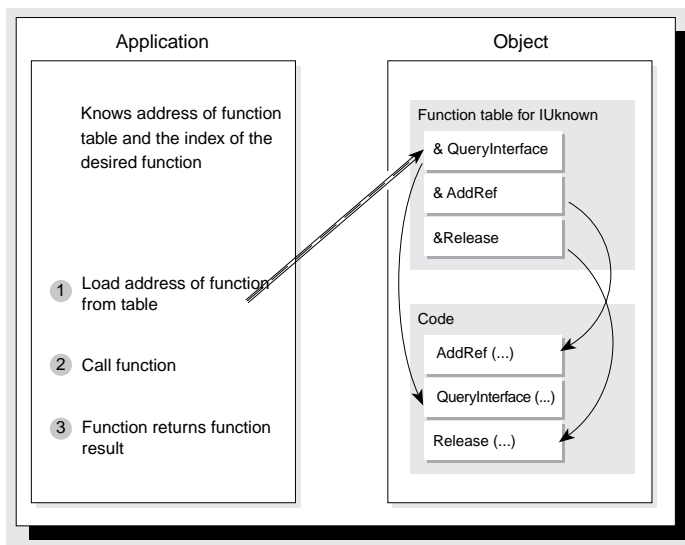 Application
Knows address of function
table and the index of the
desired function
1 Load address of function
from table
2 Call function
3 Function returns function
result
Object
Function table for IUknown
& QueryInterface
& AddRef
&Release
Code
AddRef (...)
QueryInterface (...)
Release (...)